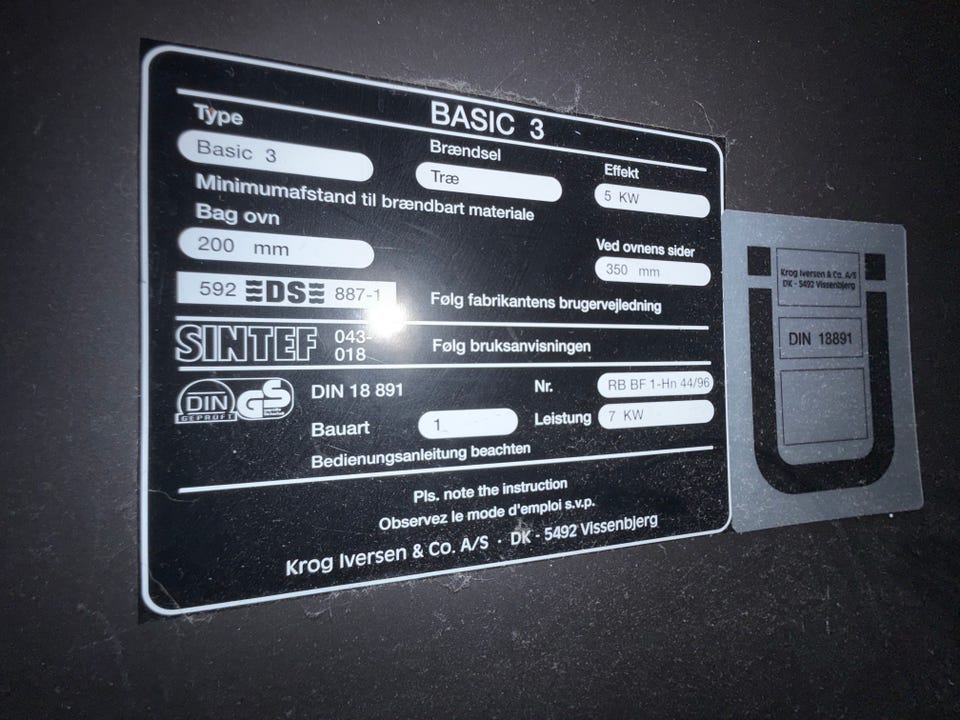 BASIC 3
Type Brændsel Effekt
Basic 3 Træ 5 KW
Minimumafstand til brændbart materiale
Bag ovn Ved ovnens sider
200 mm 350 mm
592 DS 887-1 Følg fabrikantens brugervejledning
SINTEF 043-018 Følg bruksanvisningen
DIN GEPRÜFT GS geprüfte Sicherheit DIN 18 891 Nr. RB BF 1-Hn 44/96
Bauart 1 Leistung 7 KW
Bedienungsanleitung beachten
Pls. note the instruction
Observez le mode d'emploi s.v.p.
Krog Iversen & Co. A/S · DK - 5492 Vissenbjerg
Krog Iversen & Co. A/S
DK - 5492 Vissenbjerg
DIN 18891